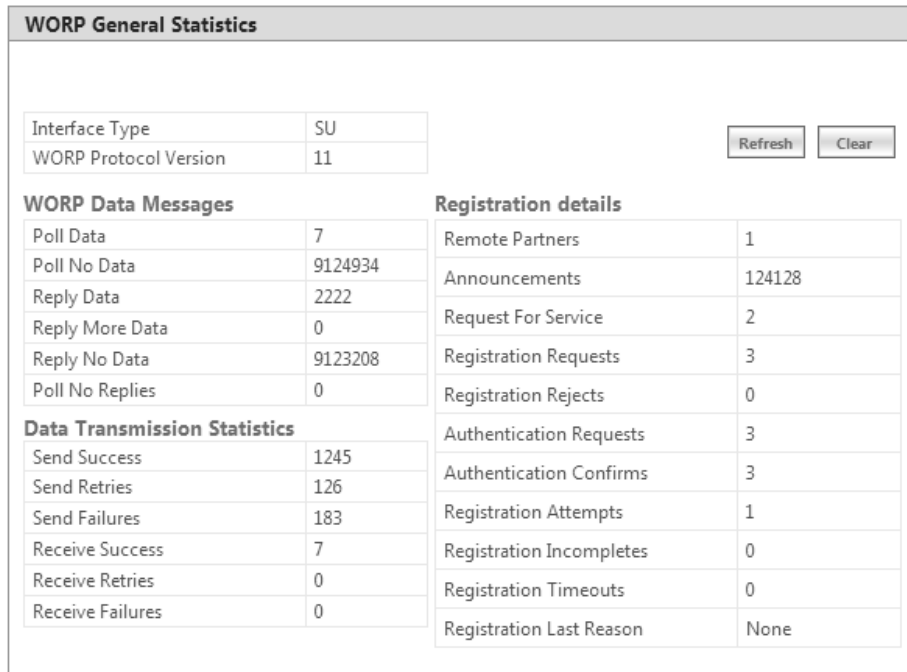 WORP General Statistics
Interface Type SU
WORP Protocol Version 11
Refresh Clear
WORP Data Messages
Poll Data 7
Poll No Data 9124934
Reply Data 2222
Reply More Data 0
Reply No Data 9123208
Poll No Replies 0
Data Transmission Statistics
Send Success 1245
Send Retries 126
Send Failures 183
Receive Success 7
Receive Retries 0
Receive Failures 0
Registration details
Remote Partners 1
Announcements 124128
Request For Service 2
Registration Requests 3
Registration Rejects 0
Authentication Requests 3
Authentication Confirms 3
Registration Attempts 1
Registration Incompletes 0
Registration Timeouts 0
Registration Last Reason None